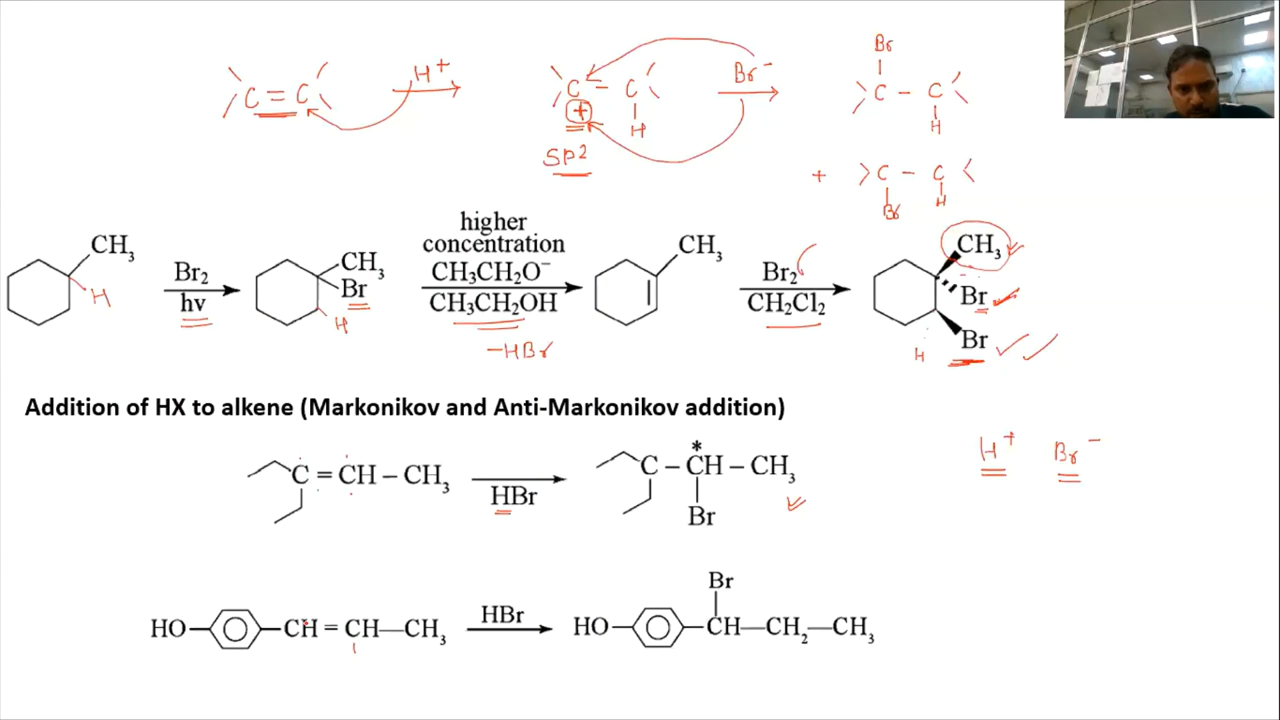 C = C H+ C – C H Br – Br C – C H
+ SP2
+ C – C Br H
CH3 H Br2 hv CH3 Br H higher concentration CH3CH2O– CH3CH2OH –HBr CH3 Br2 CH2Cl2 CH3 Br Br H
Addition of HX to alkene (Markonikov and Anti-Markonikov addition)
C = CH – CH3 HBr C – CH – CH3 * Br H+ Br–
HO CH = CH — CH3 HBr HO Br CH — CH2 — CH3